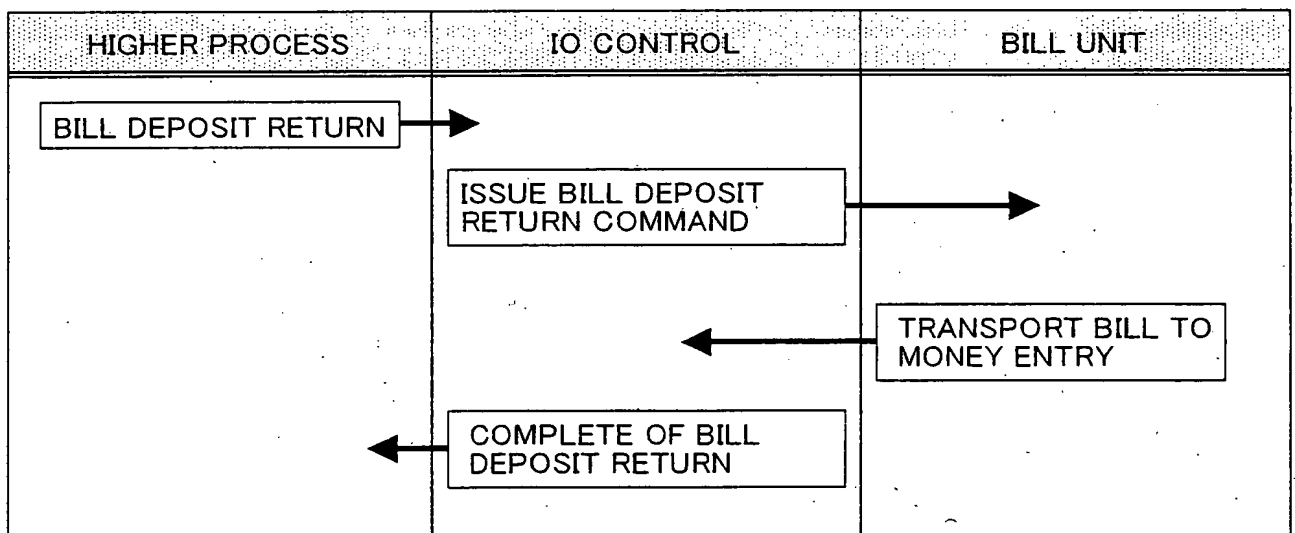 HIGHER PROCESS
IO CONTROL
BILL UNIT
BILL DEPOSIT RETURN
ISSUE BILL DEPOSIT
RETURN COMMAND
TRANSPORT BILL TO
MONEY ENTRY
COMPLETE OF BILL
DEPOSIT RETURN